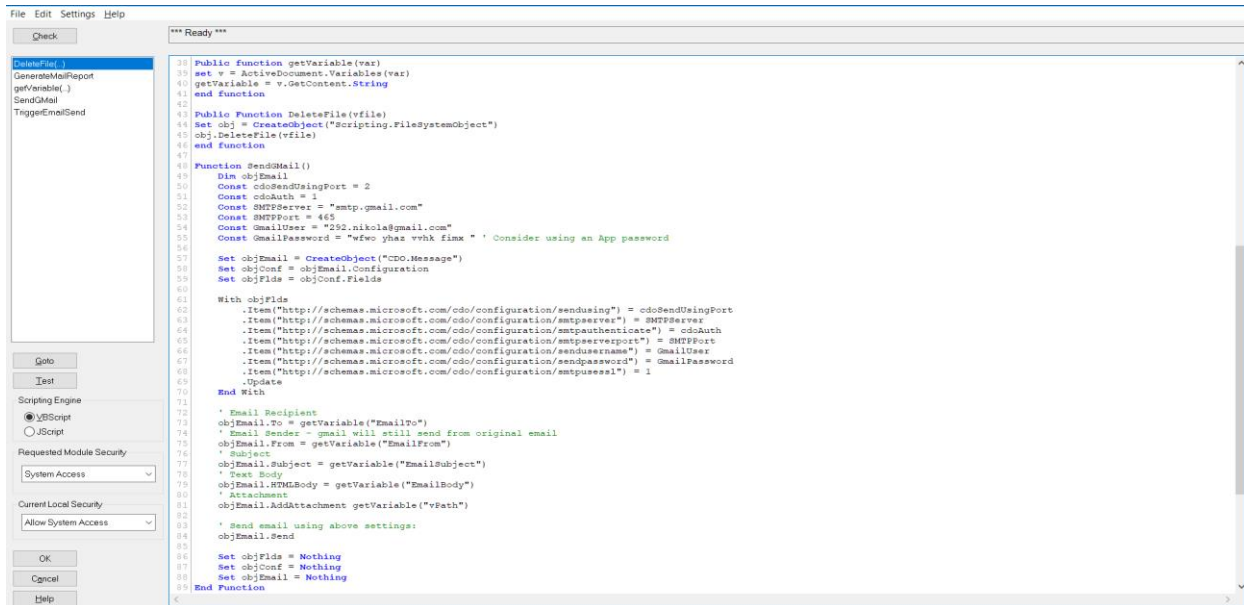 File Edit Settings Help
Check
*** Ready ***
DeleteFile(..)
GenerateMailReport
getVariable(..)
SendGMail
TriggerEmailSend
Goto
Test
Scripting Engine
VBScript
JScript
Requested Module Security
System Access
Current Local Security
Allow System Access
OK
Cancel
Help
38 Public function getVariable(var)
39 set v = ActiveDocument.Variables(var)
40 getVariable = v.GetContent.String
41 end function
42
43 Public Function DeleteFile(vfile)
44 Set obj = CreateObject("Scripting.FileSystemObject")
45 obj.DeleteFile(vfile)
46 end function
47
48 Function SendGMail()
49 Dim objEmail
50 Const cdoSendUsingPort = 2
51 Const cdoAuth = 1
52 Const SMTPServer = "smtp.gmail.com"
53 Const SMTPPort = 465
54 Const GmailUser = "292.nikola@gmail.com"
55 Const GmailPassword = "wfwo yhaz vvhk fimx " ' Consider using an App password
56
57 Set objEmail = CreateObject("CDO.Message")
58 Set objConf = objEmail.Configuration
59 Set objFlds = objConf.Fields
60
61 With objFlds
62 .Item("http://schemas.microsoft.com/cdo/configuration/sendusing") = cdoSendUsingPort
63 .Item("http://schemas.microsoft.com/cdo/configuration/smtpserver") = SMTPServer
64 .Item("http://schemas.microsoft.com/cdo/configuration/smtpauthenticate") = cdoAuth
65 .Item("http://schemas.microsoft.com/cdo/configuration/smtpserverport") = SMTPPort
66 .Item("http://schemas.microsoft.com/cdo/configuration/sendusername") = GmailUser
67 .Item("http://schemas.microsoft.com/cdo/configuration/sendpassword") = GmailPassword
68 .Item("http://schemas.microsoft.com/cdo/configuration/smtpusessl") = 1
69 .Update
70 End With
71
72 ' Email Recipient
73 objEmail.To = getVariable("EmailTo")
74 ' Email Sender - gmail will still send from original email
75 objEmail.From = getVariable("EmailFrom")
76 ' Subject
77 objEmail.Subject = getVariable("EmailSubject")
78 ' Text Body
79 objEmail.HTMLBody = getVariable("EmailBody")
80 ' Attachment
81 objEmail.AddAttachment getVariable("vPath")
82
83 ' Send email using above settings:
84 objEmail.Send
85
86 Set objFlds = Nothing
87 Set objConf = Nothing
88 Set objEmail = Nothing
89 End Function